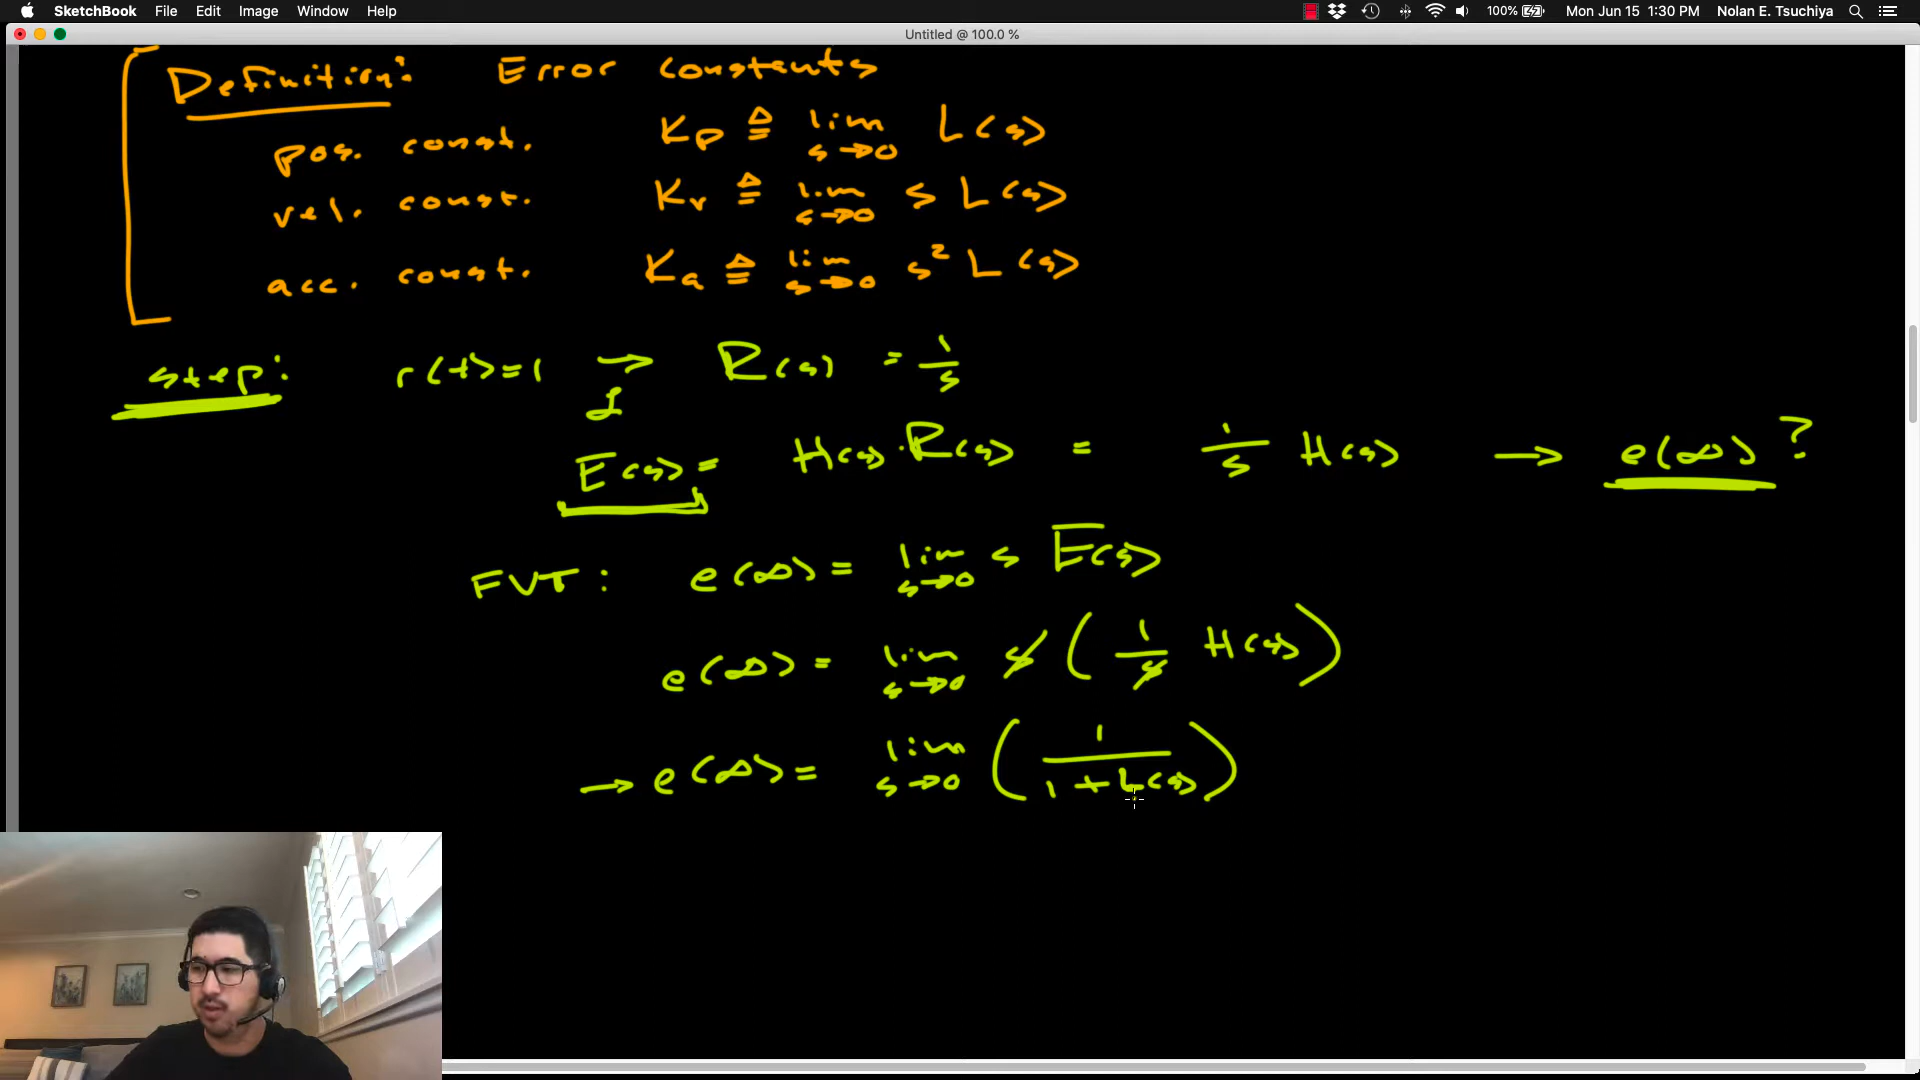 SketchBook File Edit Image Window Help 100% Mon Jun 15 1:30 PM Nolan E. Tsuchiya
Untitled @ 100.0 %
Definition: Error constants
pos. const. Kp ≜ lim s→0 L(s)
vel. const. Kv ≜ lim s→0 s L(s)
acc. const. Ka ≜ lim s→0 s² L(s)
step: r(t)=1 → ℒ R(s) = 1/s
E(s) = H(s)·R(s) = 1/s H(s) → e(∞)?
FVT: e(∞) = lim s→0 s E(s)
e(∞) = lim s→0 s (1/s H(s))
→ e(∞) = lim s→0 (1/(1+L(s)))